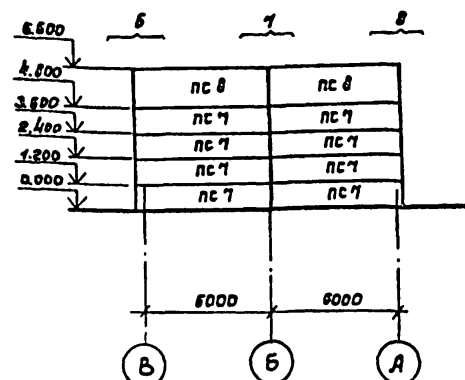 6 7 8
6.600
4.800
3.600
2,400
1.200
0.000
пс 8 пс 8
пс 7 пс 7
пс 7 пс 7
пс 7 пс 7
пс 7 пс 7
6000 6000
В Б А